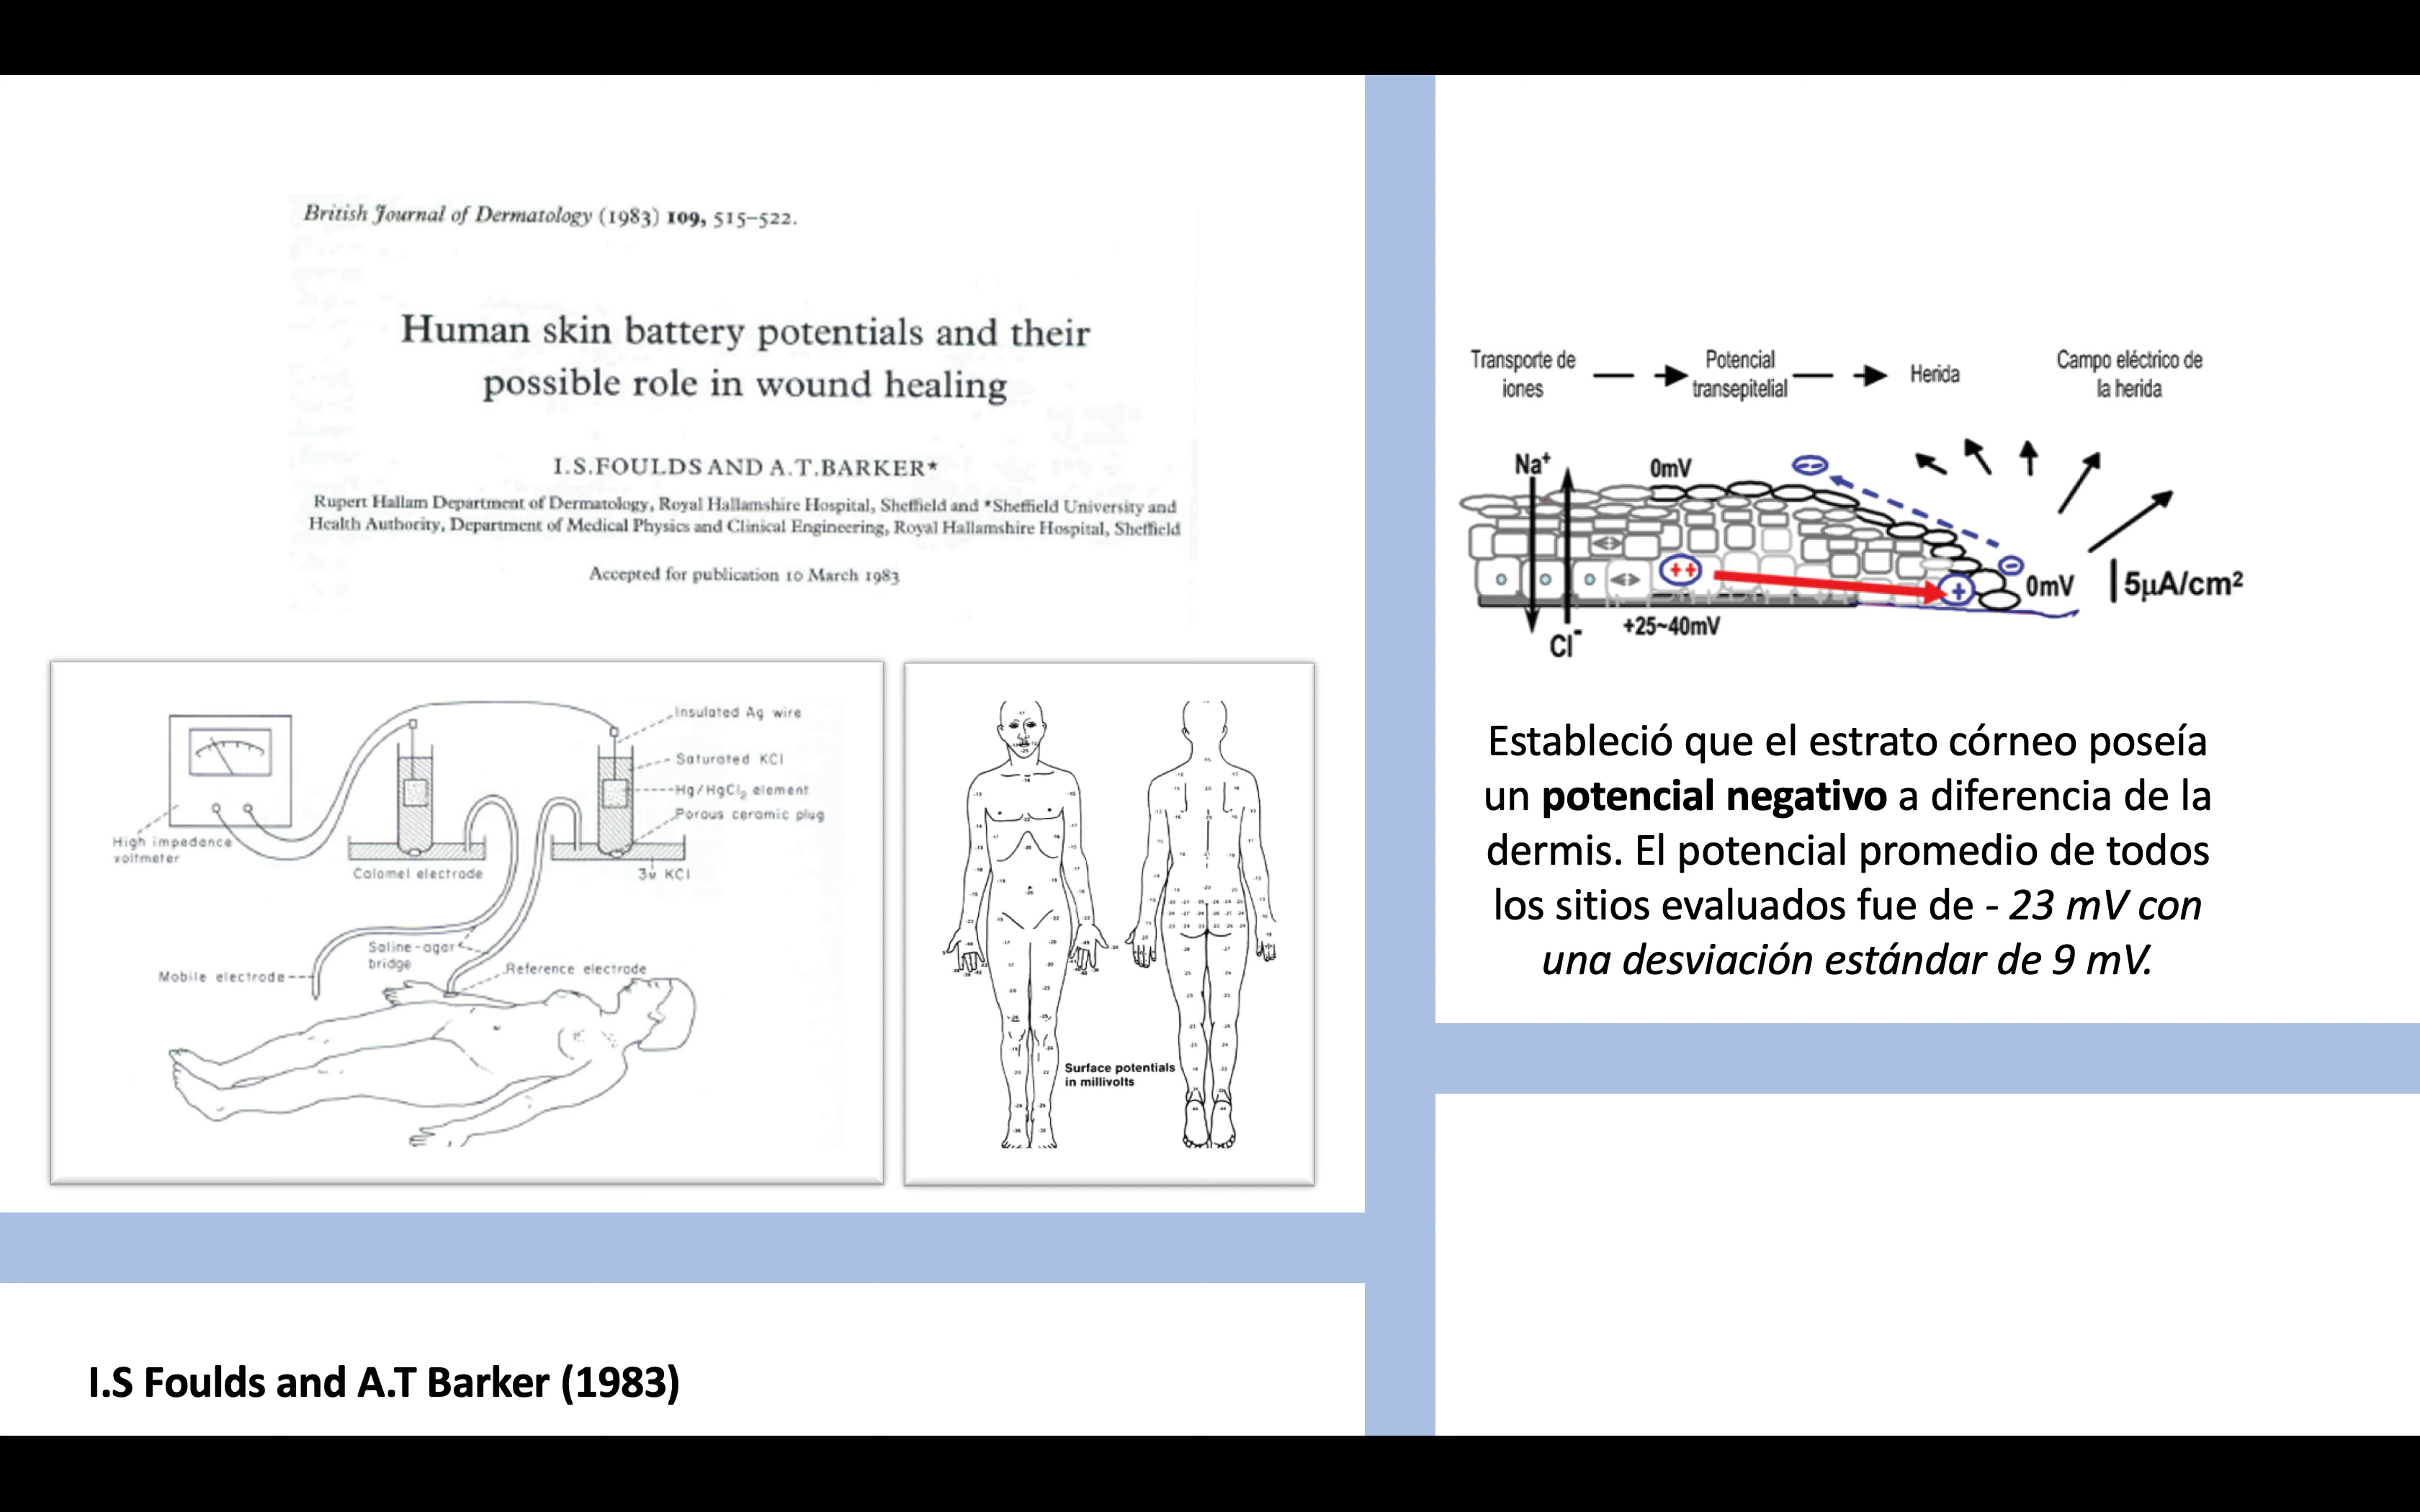 British Journal of Dermatology (1983) 109, 515–522.
Human skin battery potentials and their
possible role in wound healing
I.S.FOULDS AND A.T.BARKER*
Rupert Hallam Department of Dermatology, Royal Hallamshire Hospital, Sheffield and *Sheffield University and
Health Authority, Department of Medical Physics and Clinical Engineering, Royal Hallamshire Hospital, Sheffield
Accepted for publication 10 March 1983
Insulated Ag wire
Saturated KCl
Hg/HgCl₂ element
Porous ceramic plug
High impedance
voltmeter
Calomel electrode
3M KCl
Saline-agar
bridge
Mobile electrode
Reference electrode
Surface potentials
in millivolts
I.S Foulds and A.T Barker (1983)
Transporte de
iones
Potencial
transepitelial
Herida
Campo eléctrico de
la herida
Na⁺
0mV
0mV
5µA/cm²
+25~40mV
Cl⁻
Estableció que el estrato córneo poseía
un potencial negativo a diferencia de la
dermis. El potencial promedio de todos
los sitios evaluados fue de - 23 mV con
una desviación estándar de 9 mV.